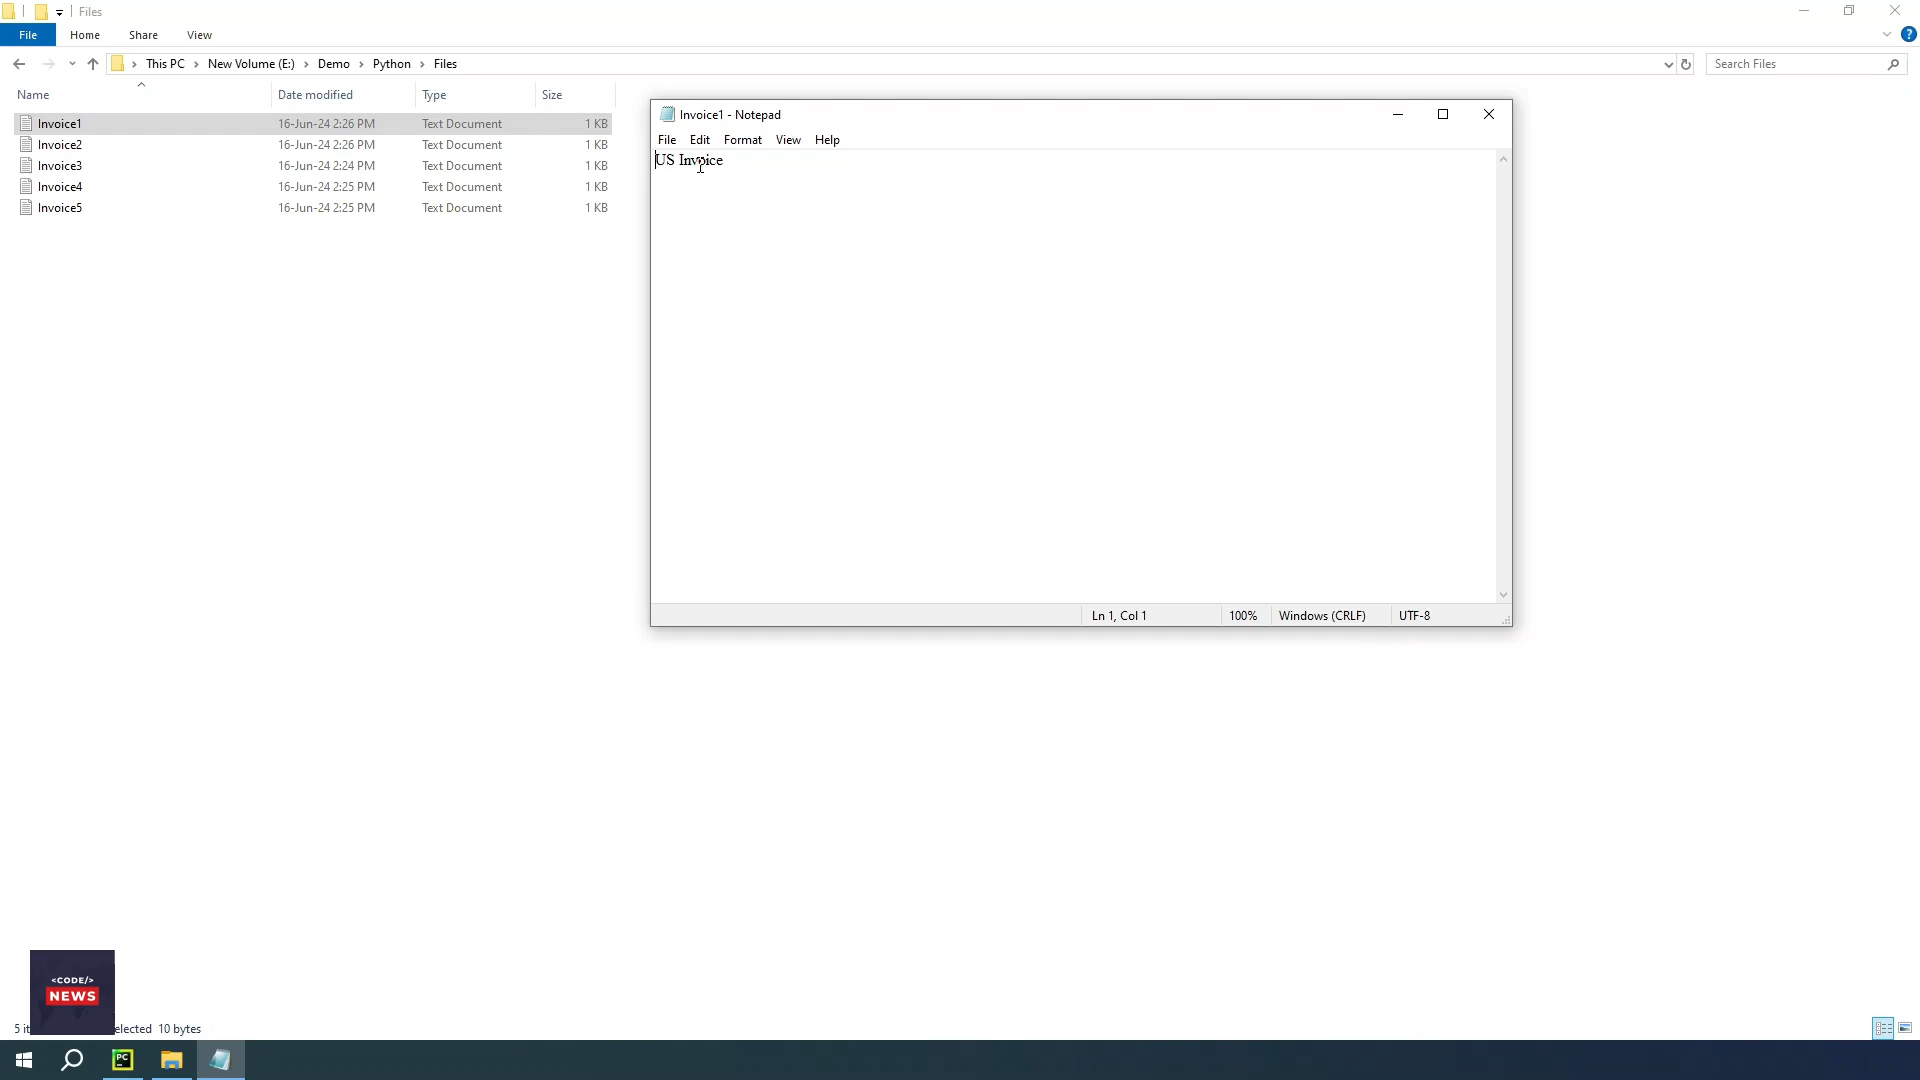 Files
File Home Share View
This PC > New Volume (E:) > Demo > Python > Files
Search Files
Name Date modified Type Size
Invoice1 16-Jun-24 2:26 PM Text Document 1 KB
Invoice2 16-Jun-24 2:26 PM Text Document 1 KB
Invoice3 16-Jun-24 2:24 PM Text Document 1 KB
Invoice4 16-Jun-24 2:25 PM Text Document 1 KB
Invoice5 16-Jun-24 2:25 PM Text Document 1 KB
Invoice1 - Notepad
File Edit Format View Help
US Invoice
Ln 1, Col 1 100% Windows (CRLF) UTF-8
<CODE/>
NEWS
5 it elected 10 bytes
PC